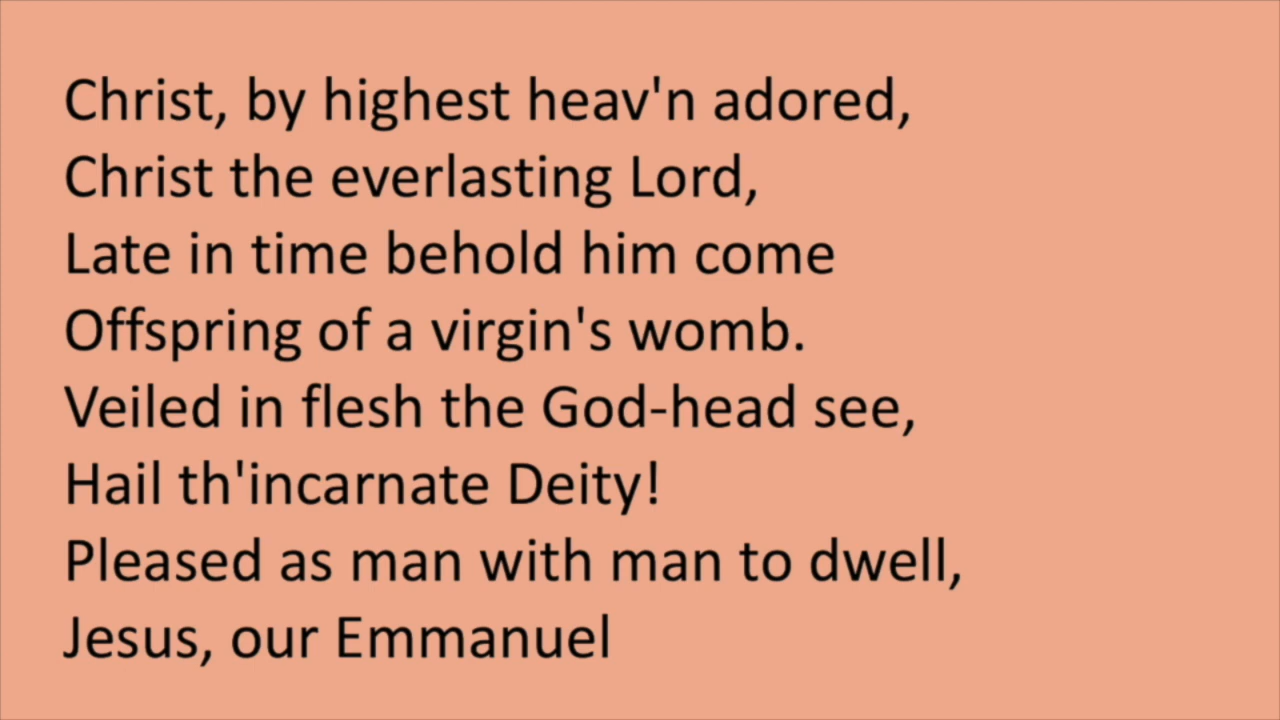 Christ, by highest heav'n adored,
Christ the everlasting Lord,
Late in time behold him come
Offspring of a virgin's womb.
Veiled in flesh the God-head see,
Hail th'incarnate Deity!
Pleased as man with man to dwell,
Jesus, our Emmanuel